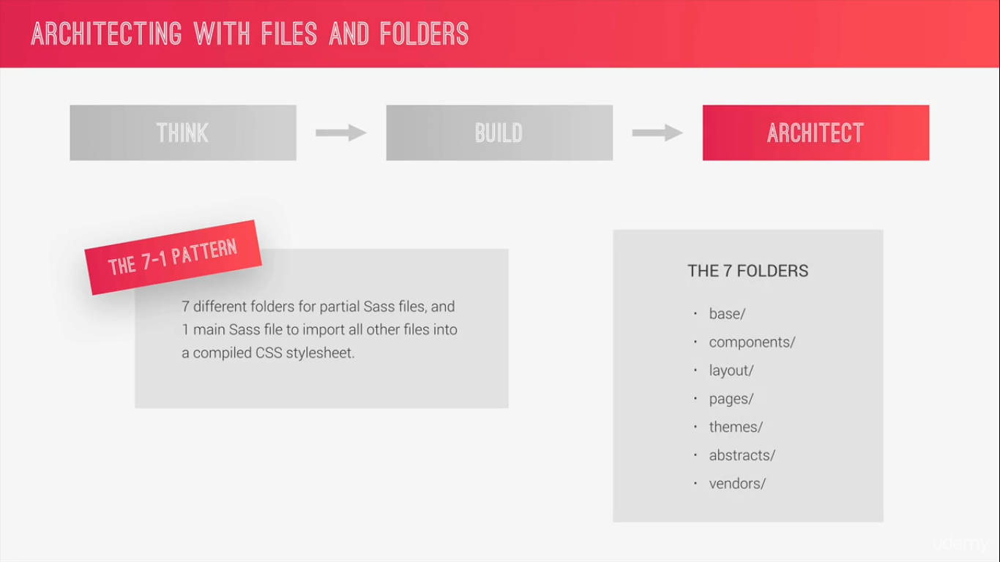 ARCHITECTING WITH FILES AND FOLDERS
THINK
BUILD
ARCHITECT
THE 7-1 PATTERN
7 different folders for partial Sass files, and
1 main Sass file to import all other files into
a compiled CSS stylesheet.
THE 7 FOLDERS
· base/
· components/
· layout/
· pages/
· themes/
· abstracts/
· vendors/
udemy